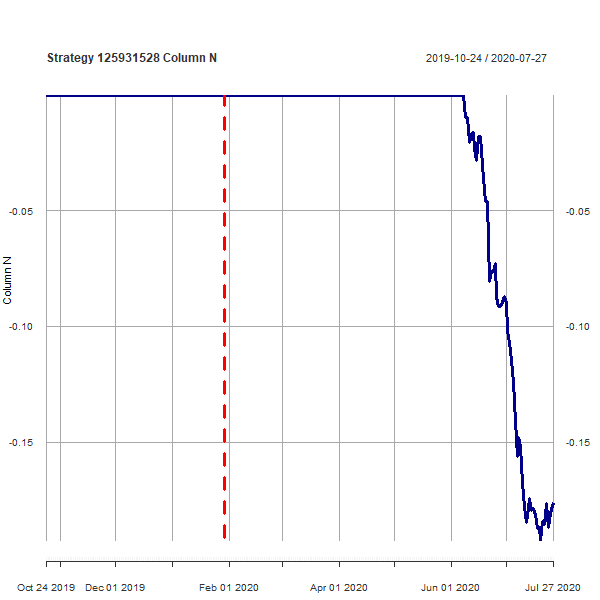 Strategy 125931528 Column N
2019-10-24 / 2020-07-27
-0.05
-0.05
Column N
-0.10
-0.10
-0.15
-0.15
Oct 24 2019
Dec 01 2019
Feb 01 2020
Apr 01 2020
Jun 01 2020
Jul 27 2020